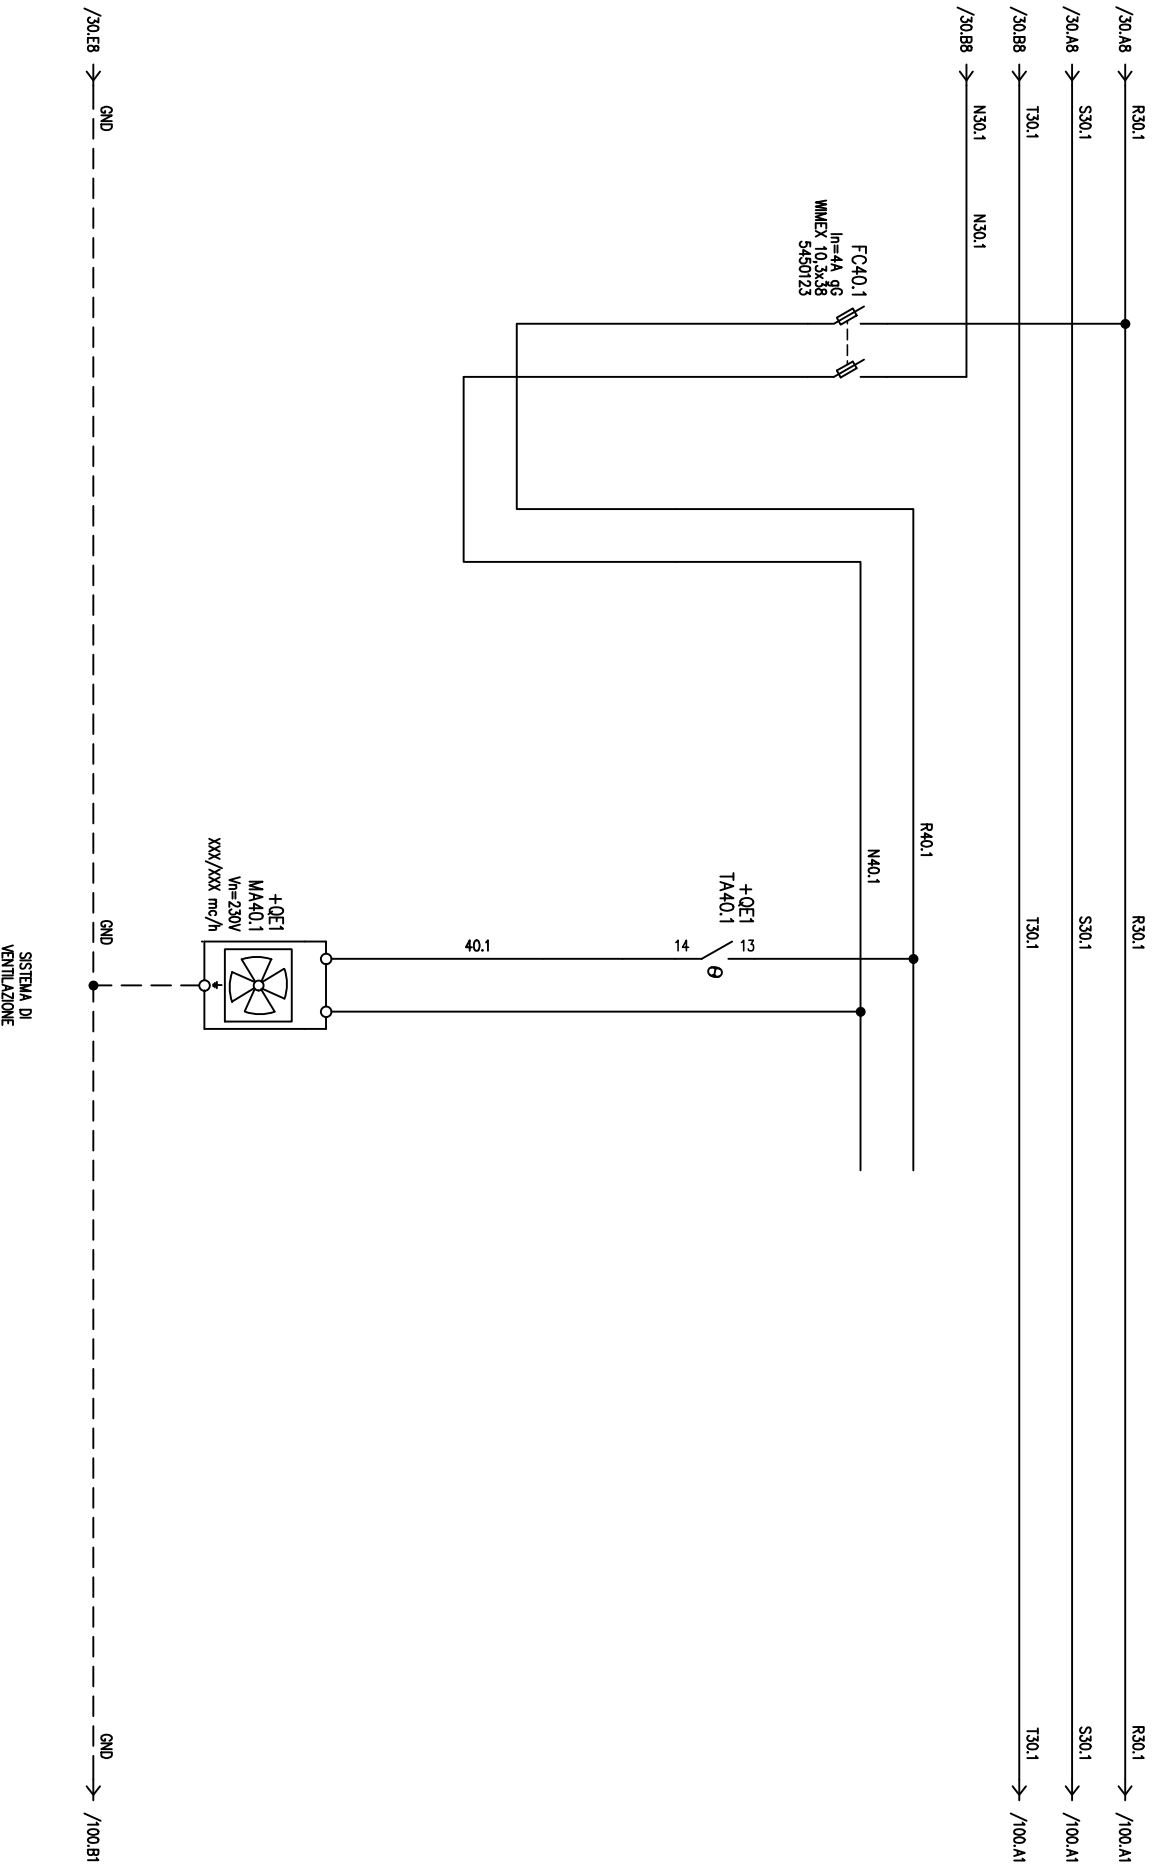 /30.A8
R30.1
R30.1
R30.1
/100.A1
/30.A8
S30.1
S30.1
S30.1
/100.A1
/30.B8
T30.1
T30.1
T30.1
/100.A1
/30.B8
N30.1
N30.1
R40.1
N40.1
FC40.1
In=4A gG
WIMEX 10,3x38
5450123
+QE1
TA40.1
13
14
θ
40.1
+QE1
MA40.1
Vn=230V
XXX/XXX mc/h
/30.E8
GND
GND
GND
/100.B1
SISTEMA DI
VENTILAZIONE